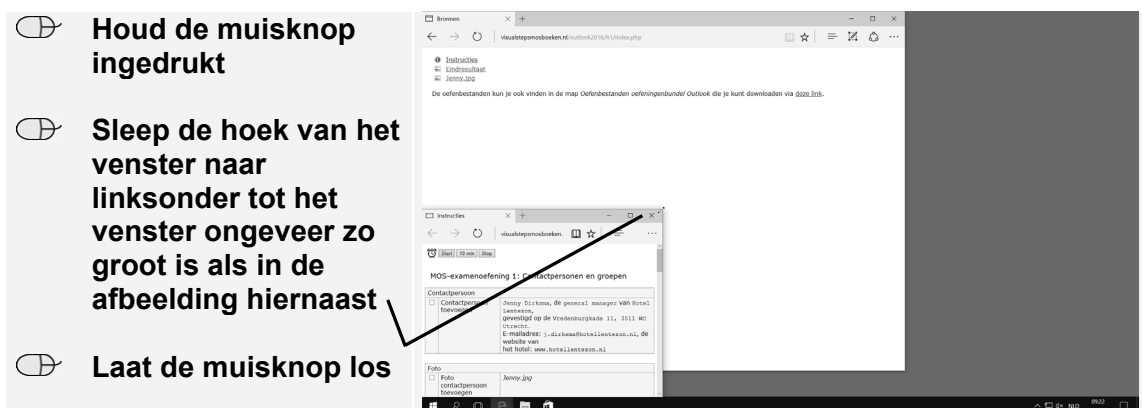 Houd de muisknop
ingedrukt
Sleep de hoek van het
venster naar
linksonder tot het
venster ongeveer zo
groot is als in de
afbeelding hiernaast
Laat de muisknop los
Bronnen
visualstepsmosboeken.nl/outlook2016/h1/index.php
Instructies
Eindresultaat
Jenny.jpg
De oefenbestanden kun je ook vinden in de map Oefenbestanden oefeningenbundel Outlook die je kunt downloaden via deze link.
Instructies
visualstepsmosboeken.
Start 10 min Stop
MOS-examenoefening 1: Contactpersonen en groepen
Contactpersoon
Contactpersoon
toevoegen
Jenny Dirksma, de general manager van Hotel
Lentezon,
gevestigd op de Vredenburgkade 11, 3511 WC
Utrecht.
E-mailadres: j.dirksma@hotellentezon.nl, de
website van
het hotel: www.hotellentezon.nl
Foto
Foto
contactpersoon
toevoegen
Jenny.jpg
NLD
09:22